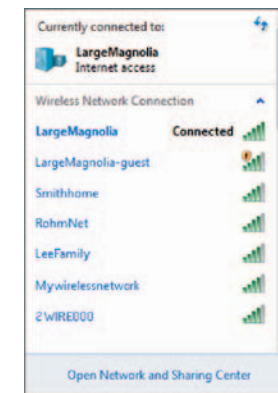 Currently connected to:
LargeMagnolia
Internet access
Wireless Network Connection
LargeMagnolia Connected
LargeMagnolia-guest
Smithhome
RohmNet
LeeFamily
Mywirelessnetwork
2WIRE000
Open Network and Sharing Center